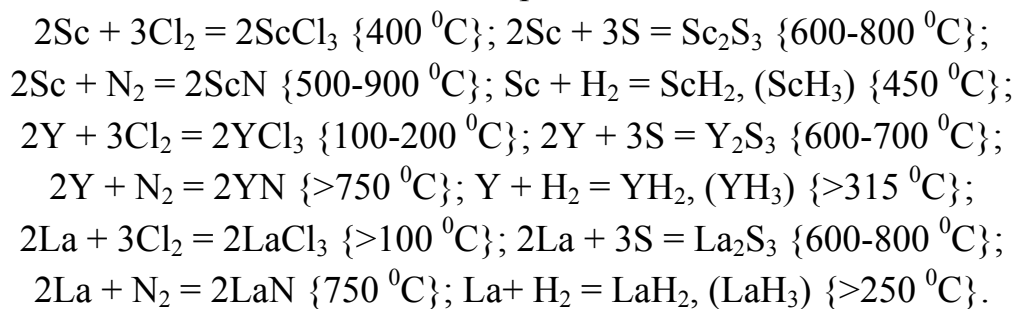 2Sc + 3Cl₂ = 2ScCl₃ {400 ⁰C}; 2Sc + 3S = Sc₂S₃ {600-800 ⁰C};
2Sc + N₂ = 2ScN {500-900 ⁰C}; Sc + H₂ = ScH₂, (ScH₃) {450 ⁰C};
2Y + 3Cl₂ = 2YCl₃ {100-200 ⁰C}; 2Y + 3S = Y₂S₃ {600-700 ⁰C};
2Y + N₂ = 2YN {>750 ⁰C}; Y + H₂ = YH₂, (YH₃) {>315 ⁰C};
2La + 3Cl₂ = 2LaCl₃ {>100 ⁰C}; 2La + 3S = La₂S₃ {600-800 ⁰C};
2La + N₂ = 2LaN {750 ⁰C}; La+ H₂ = LaH₂, (LaH₃) {>250 ⁰C}.